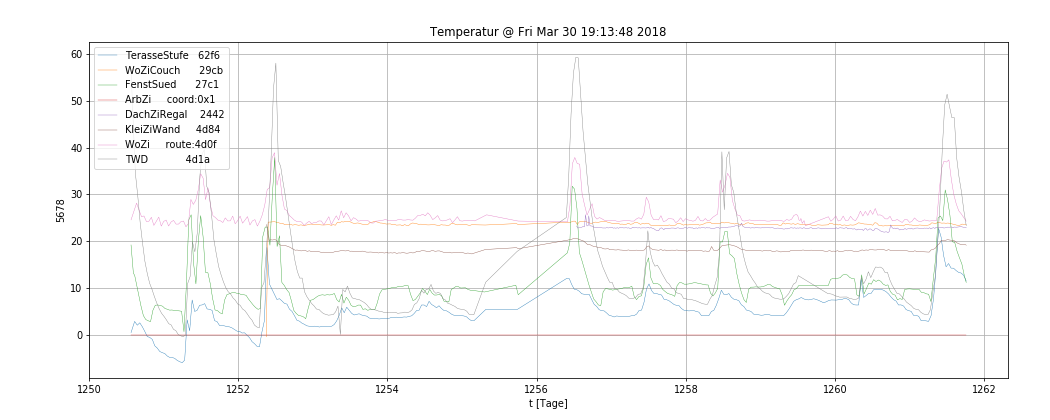 Temperatur @ Fri Mar 30 19:13:48 2018
60
50
40
30
20
10
0
5678
TerasseStufe 62f6
WoZiCouch 29cb
FenstSued 27c1
ArbZi coord:0x1
DachZiRegal 2442
KleiZiWand 4d84
WoZi route:4d0f
TWD 4d1a
1250 1252 1254 1256 1258 1260 1262
t [Tage]